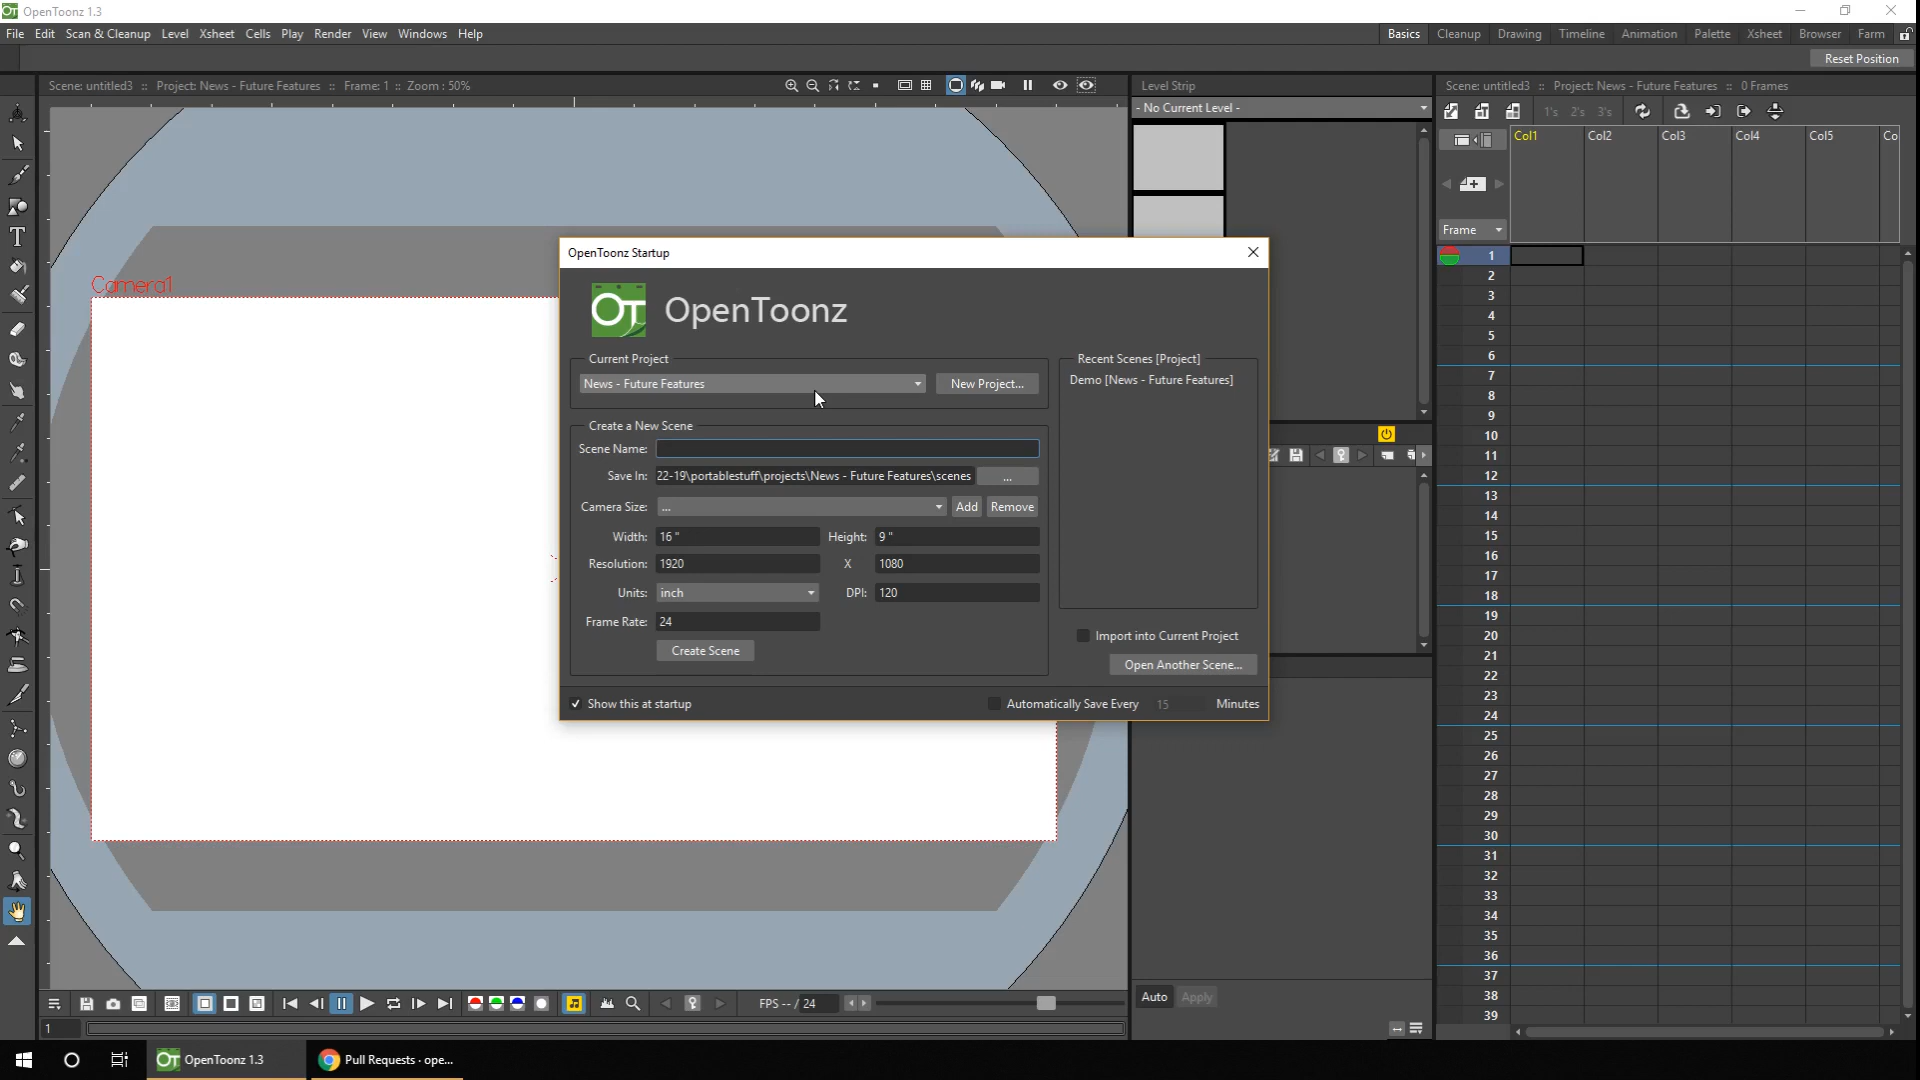 OpenToonz 1.3
File Edit Scan & Cleanup Level Xsheet Cells Play Render View Windows Help
Basics Cleanup Drawing Timeline Animation Palette Xsheet Browser Farm
Reset Position
Scene: untitled3 :: Project: News - Future Features :: Frame: 1 :: Zoom : 50%
Level Strip
Scene: untitled3 :: Project: News - Future Features :: 0 Frames
- No Current Level -
1's 2's 3's
Col1 Col2 Col3 Col4 Col5 Co
Frame
Camera1
OpenToonz Startup
OT OpenToonz
Current Project
News - Future Features
New Project...
Create a New Scene
Scene Name:
Save In: 22-19\portablestuff\projects\News - Future Features\scenes ...
Camera Size: ... Add Remove
Width: 16 " Height: 9 "
Resolution: 1920 X 1080
Units: inch DPI: 120
Frame Rate: 24
Create Scene
Recent Scenes [Project]
Demo [News - Future Features]
Import into Current Project
Open Another Scene...
Show this at startup
Automatically Save Every 15 Minutes
1
2
3
4
5
6
7
8
9
10
11
12
13
14
15
16
17
18
19
20
21
22
23
24
25
26
27
28
29
30
31
32
33
34
35
36
37
38
39
Auto Apply
FPS -- / 24
1
OpenToonz 1.3
Pull Requests · ope...